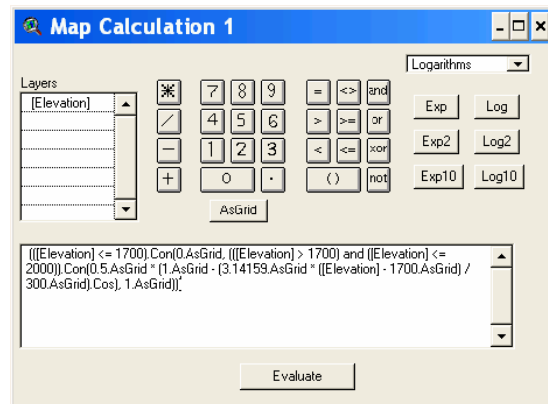 Map Calculation 1
Logarithms
Layers
[Elevation]
* 7 8 9 = <> and
/ 4 5 6 > >= or
- 1 2 3 < <= xor
+ 0 . ( ) not
AsGrid
Exp Log
Exp2 Log2
Exp10 Log10
(([Elevation] <= 1700).Con(0.AsGrid, (([Elevation] > 1700) and ([Elevation] <=
2000)).Con(0.5.AsGrid * (1.AsGrid - (3.14159.AsGrid * ([Elevation] - 1700.AsGrid) /
300.AsGrid).Cos), 1.AsGrid))
Evaluate